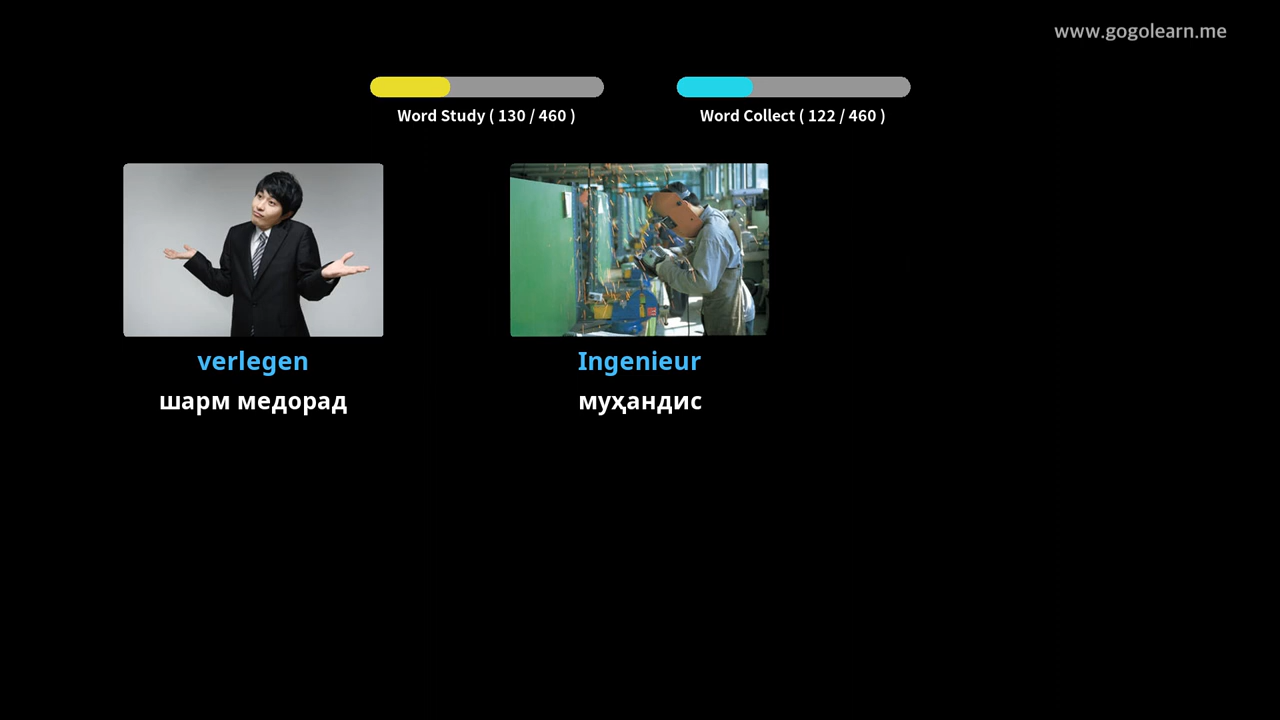 www.gogolearn.me
Word Study ( 130 / 460 )
Word Collect ( 122 / 460 )
verlegen
шарм медорад
Ingenieur
муҳандис